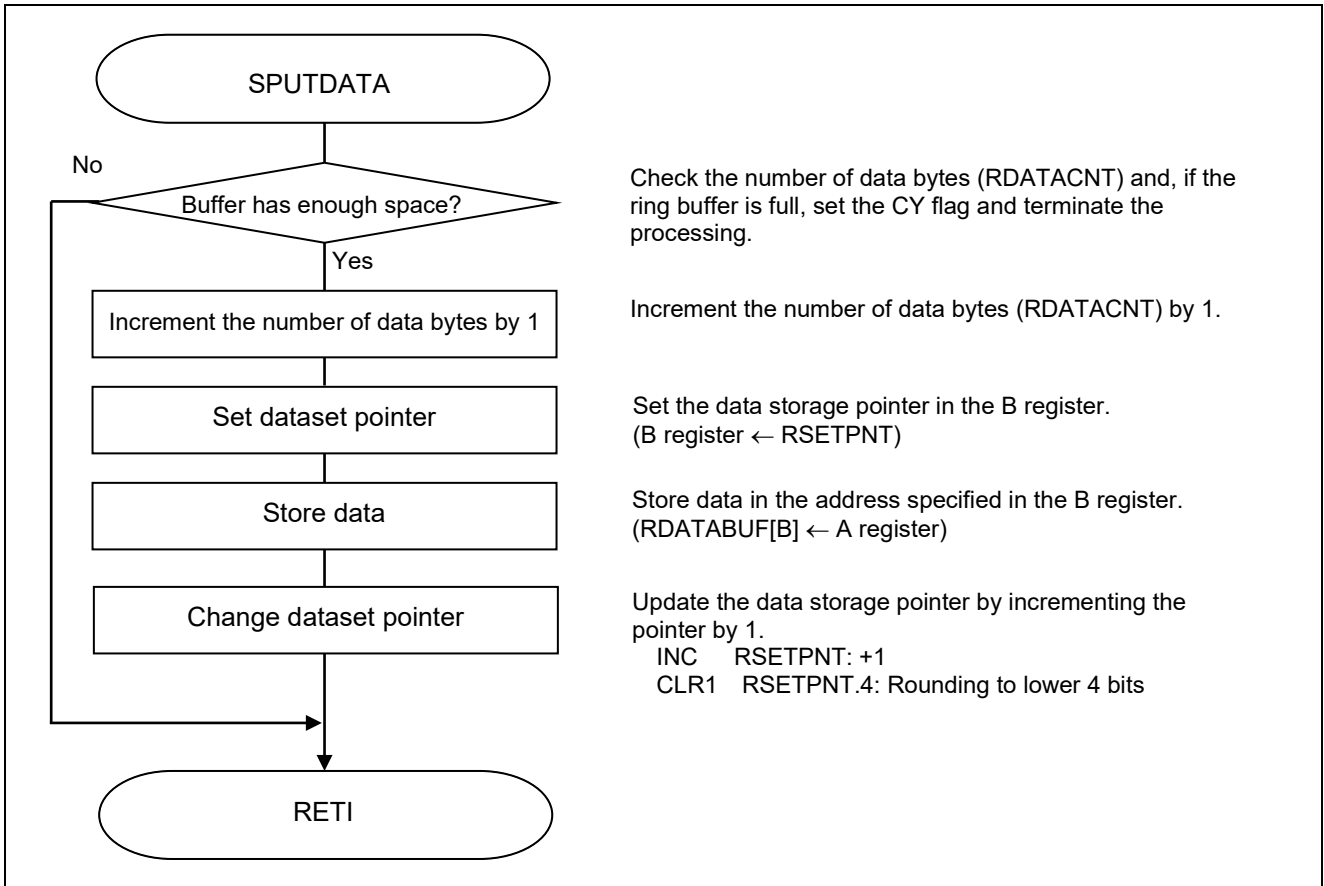 SPUTDATA
No
Buffer has enough space?
Check the number of data bytes (RDATACNT) and, if the
ring buffer is full, set the CY flag and terminate the
processing.
Yes
Increment the number of data bytes by 1
Increment the number of data bytes (RDATACNT) by 1.
Set dataset pointer
Set the data storage pointer in the B register.
(B register ← RSETPNT)
Store data
Store data in the address specified in the B register.
(RDATABUF[B] ← A register)
Change dataset pointer
Update the data storage pointer by incrementing the
pointer by 1.
INC RSETPNT: +1
CLR1 RSETPNT.4: Rounding to lower 4 bits
RETI